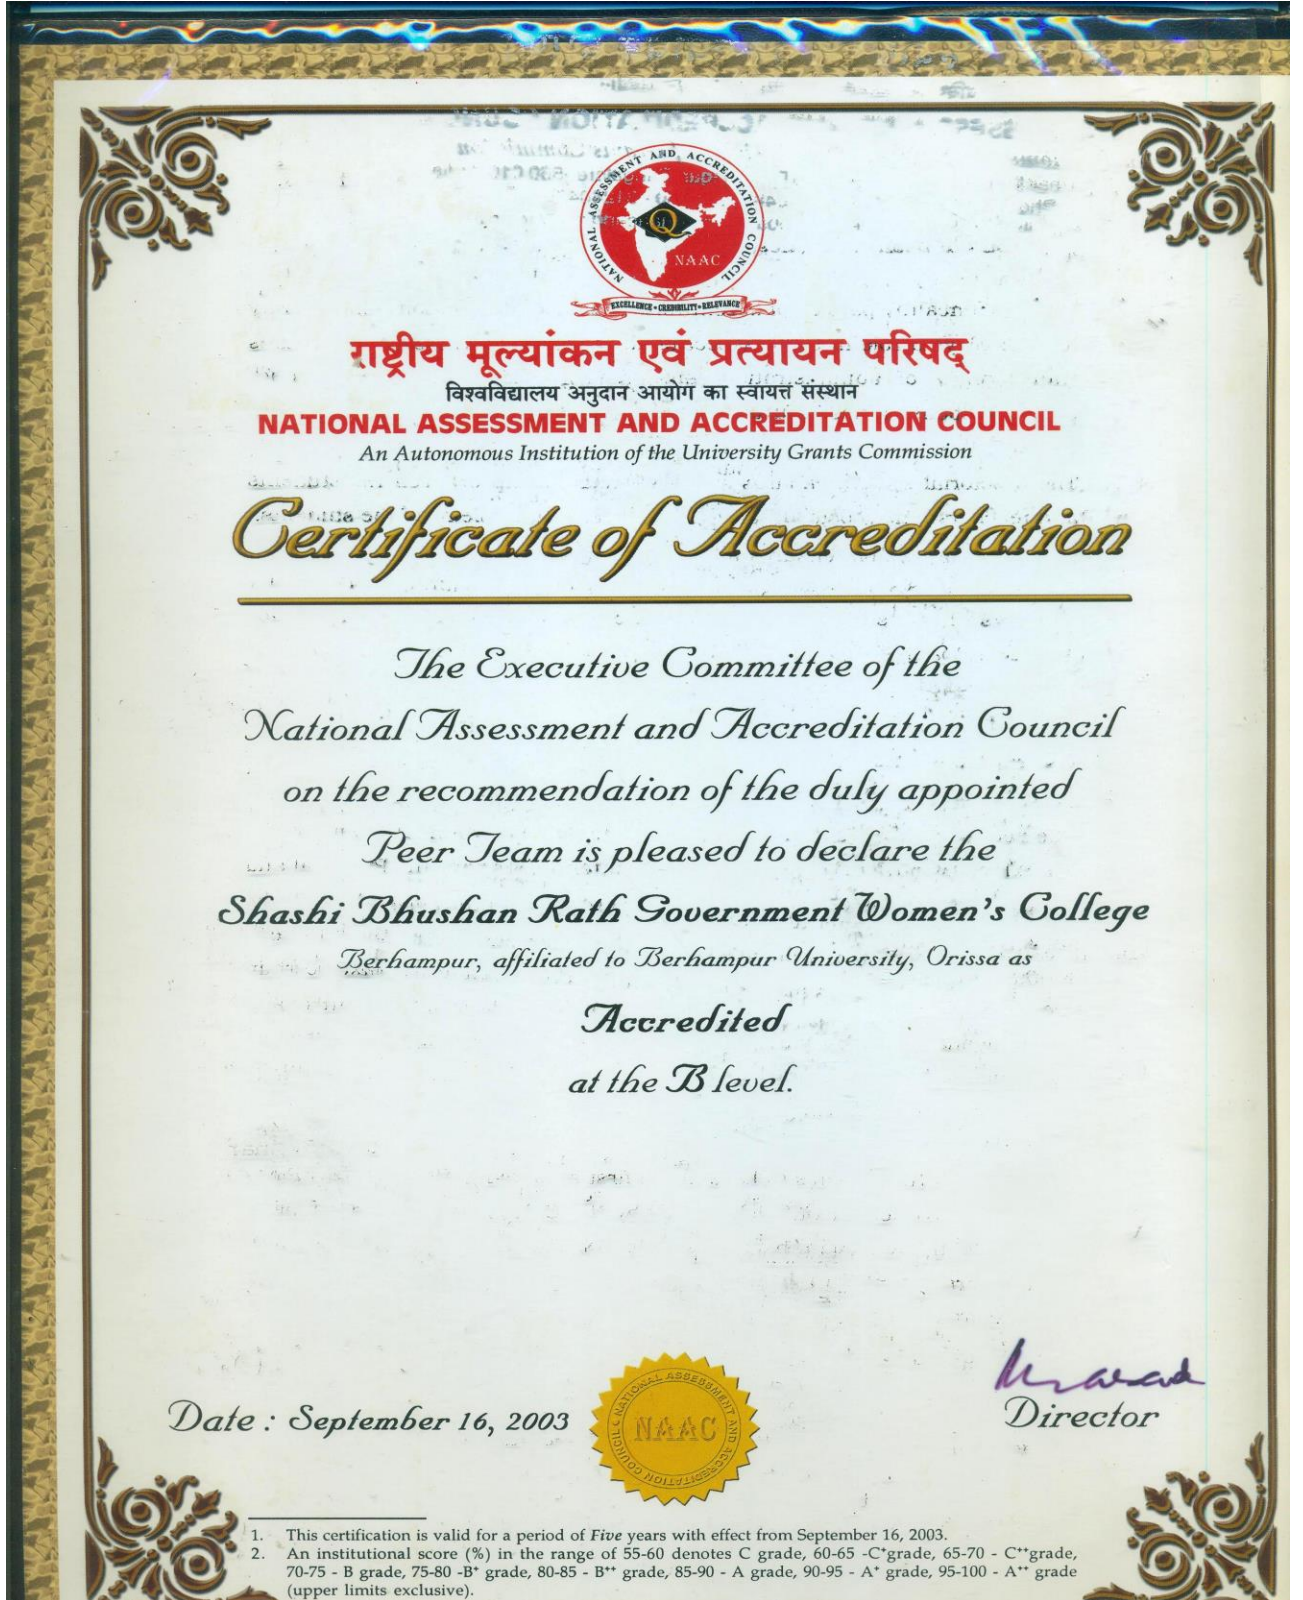 NATIONAL ASSESSMENT AND ACCREDITATION COUNCIL
Q
NAAC
EXCELLENCE • CREDIBILITY • RELEVANCE
राष्ट्रीय मूल्यांकन एवं प्रत्यायन परिषद्
विश्वविद्यालय अनुदान आयोग का स्वायत्त संस्थान
NATIONAL ASSESSMENT AND ACCREDITATION COUNCIL
An Autonomous Institution of the University Grants Commission
Certificate of Accreditation
The Executive Committee of the
National Assessment and Accreditation Council
on the recommendation of the duly appointed
Peer Team is pleased to declare the
Shashi Bhushan Rath Government Women's College
Berhampur, affiliated to Berhampur University, Orissa as
Accredited
at the B level.
Date : September 16, 2003
NATIONAL ASSESSMENT AND ACCREDITATION COUNCIL
NAAC
Director
1. This certification is valid for a period of Five years with effect from September 16, 2003.
2. An institutional score (%) in the range of 55-60 denotes C grade, 60-65 -C⁺grade, 65-70 - C⁺⁺grade,
70-75 - B grade, 75-80 -B⁺ grade, 80-85 - B⁺⁺ grade, 85-90 - A grade, 90-95 - A⁺ grade, 95-100 - A⁺⁺ grade
(upper limits exclusive).